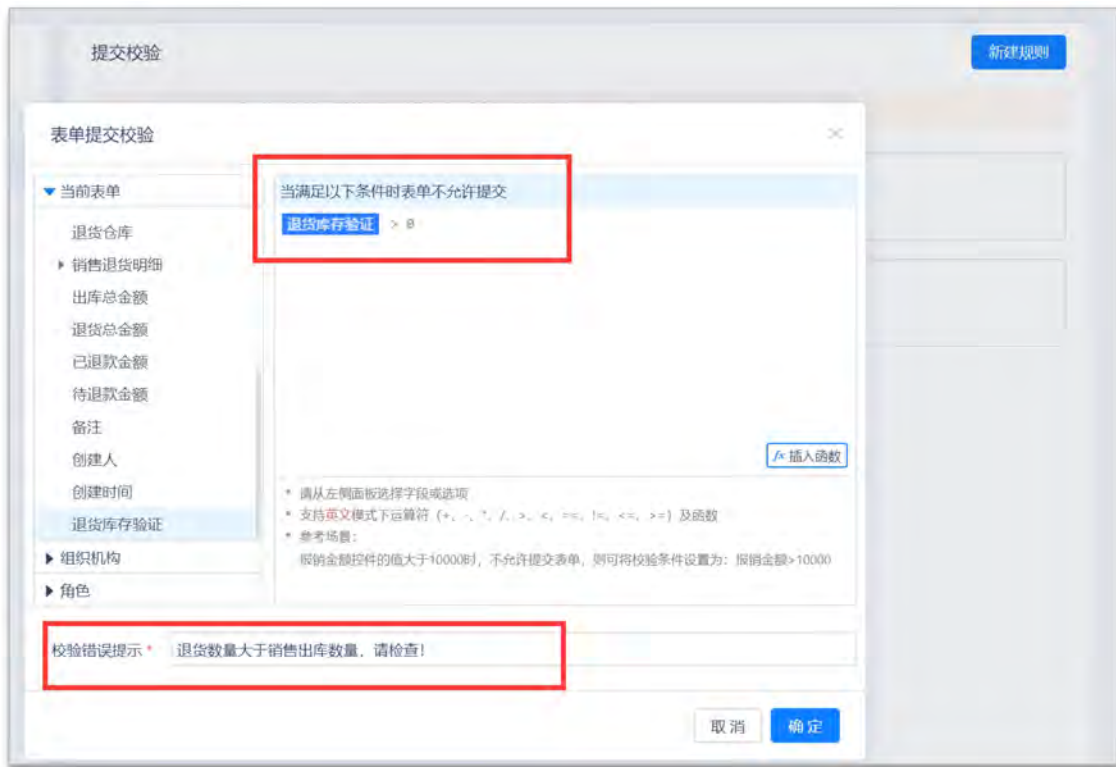 提交校验
新建规则
表单提交校验
当前表单
退货仓库
销售退货明细
出库总金额
退货总金额
已退款金额
待退款金额
备注
创建人
创建时间
退货库存验证
组织机构
角色
当满足以下条件时表单不允许提交
退货库存验证 > 0
fx 插入函数
* 请从左侧面板选择字段或选项
* 支持英文模式下运算符 (+、-、*、/、>、<、==、!=、<=、>=) 及函数
* 参考场景:
报销金额控件的值大于10000时,不允许提交表单,则可将校验条件设置为:报销金额>10000
校验错误提示 * 退货数量大于销售出库数量,请检查!
取消
确定